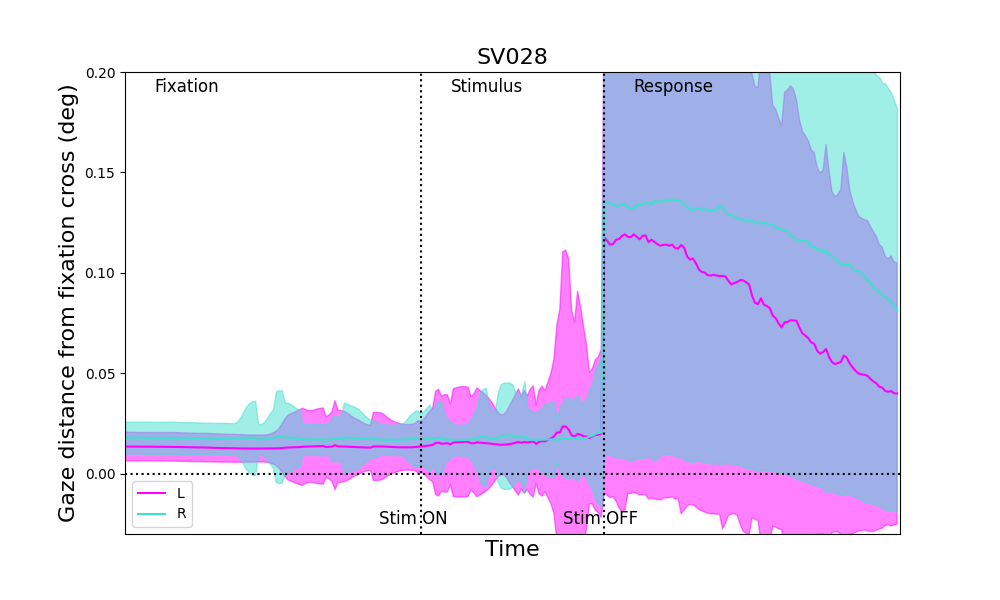 SV028
Fixation
Stimulus
Response
Gaze distance from fixation cross (deg)
0.20
0.15
0.10
0.05
0.00
L
R
Stim ON
Stim OFF
Time